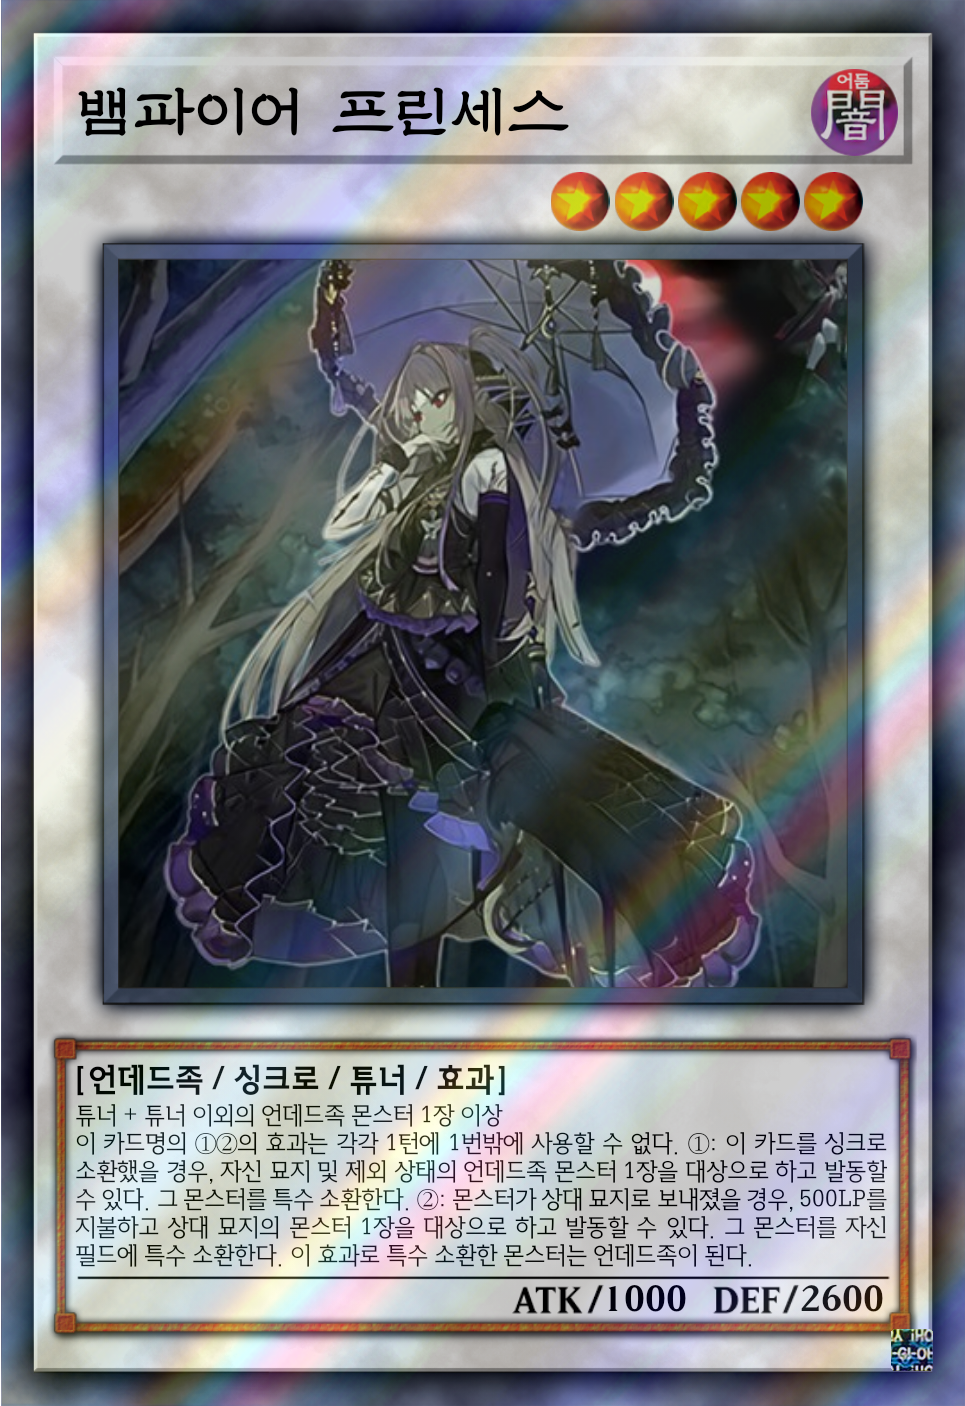 뱀파이어 프린세스
어둠
闇
[언데드족 / 싱크로 / 튜너 / 효과]
튜너 + 튜너 이외의 언데드족 몬스터 1장 이상
이 카드명의 ①②의 효과는 각각 1턴에 1번밖에 사용할 수 없다. ①: 이 카드를 싱크로
소환했을 경우, 자신 묘지 및 제외 상태의 언데드족 몬스터 1장을 대상으로 하고 발동할
수 있다. 그 몬스터를 특수 소환한다. ②: 몬스터가 상대 묘지로 보내졌을 경우, 500LP를
지불하고 상대 묘지의 몬스터 1장을 대상으로 하고 발동할 수 있다. 그 몬스터를 자신
필드에 특수 소환한다. 이 효과로 특수 소환한 몬스터는 언데드족이 된다.
ATK/1000 DEF/2600